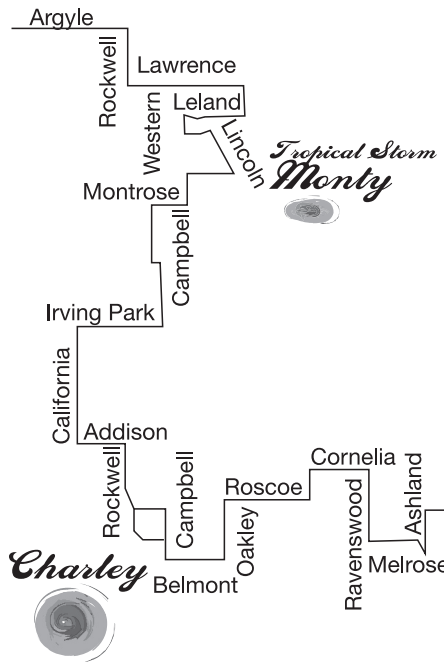 Argyle
Rockwell
Lawrence
Western
Leland
Lincoln
Tropical Storm
Monty
Montrose
Campbell
Irving Park
California
Addison
Rockwell
Campbell
Roscoe
Oakley
Cornelia
Ravenswood
Ashland
Melrose
Belmont
Charley